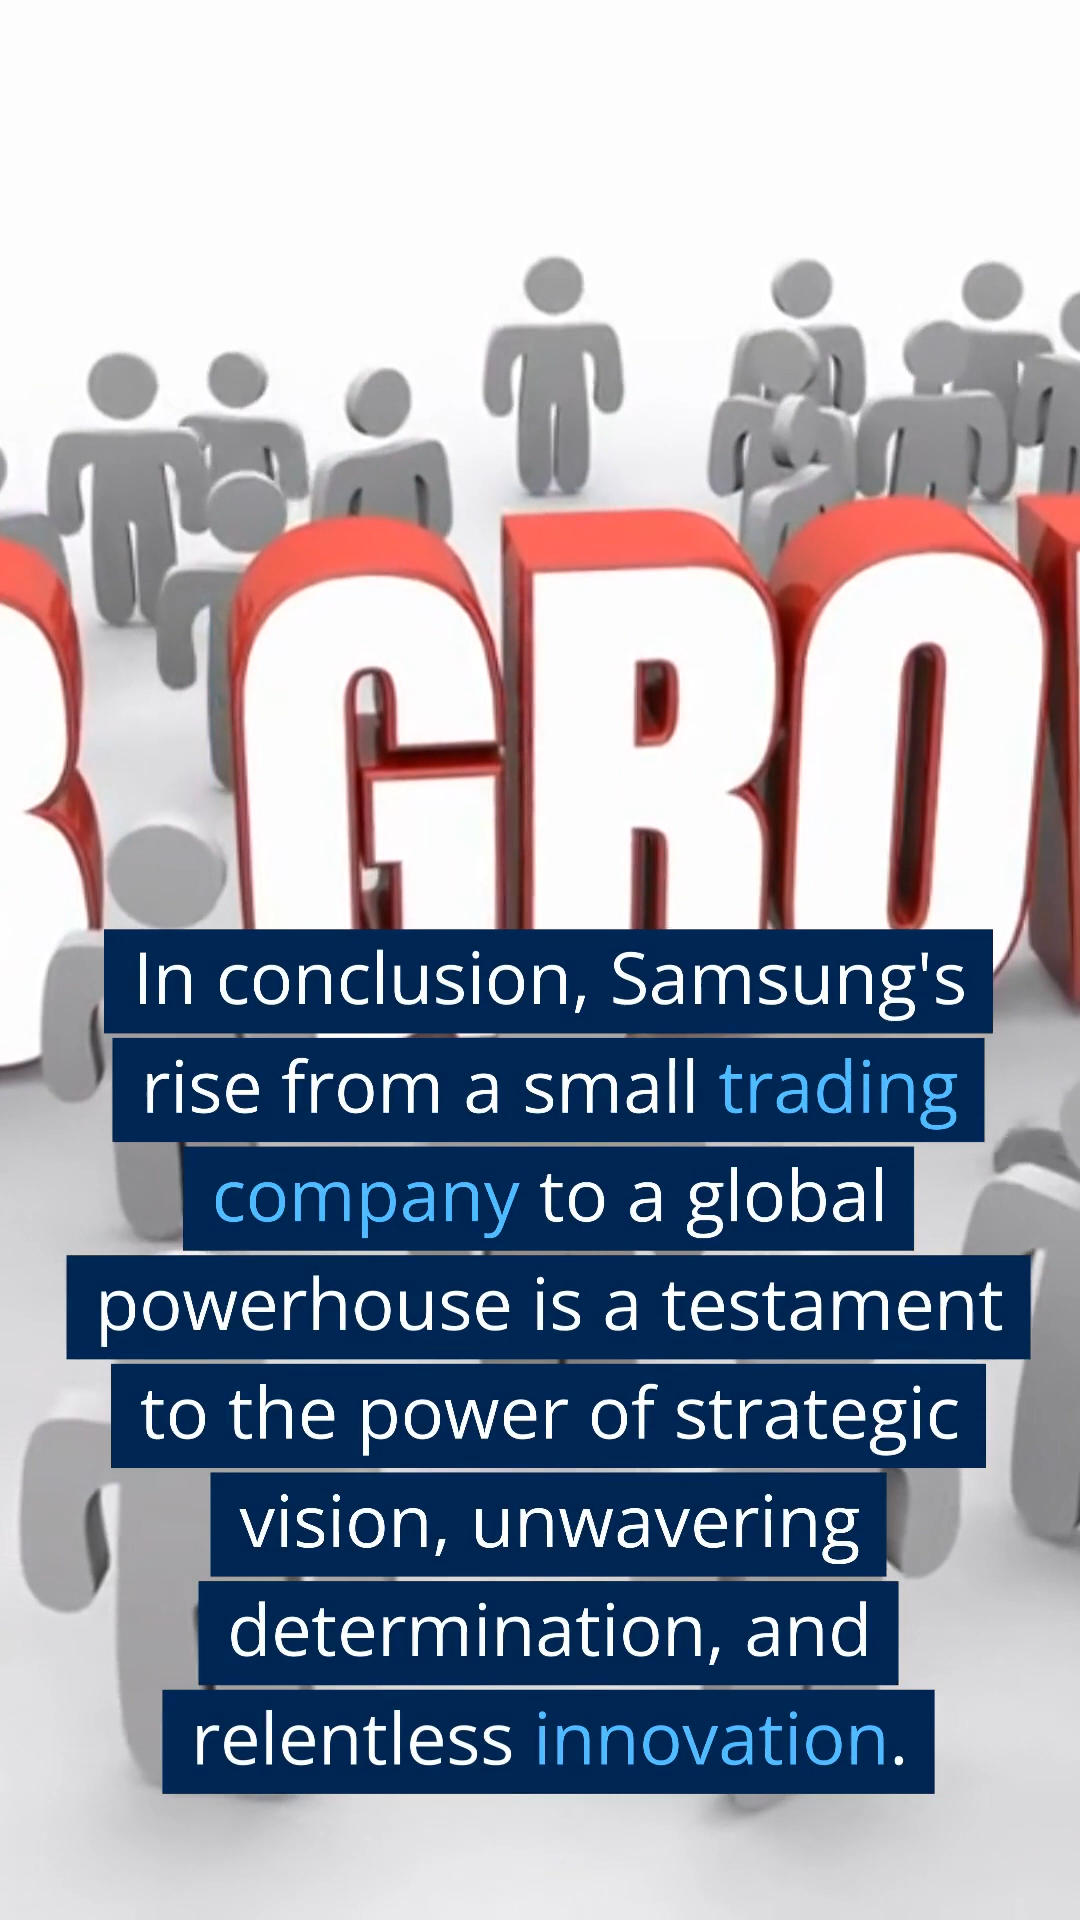 GRO
In conclusion, Samsung's
rise from a small trading
company to a global
powerhouse is a testament
to the power of strategic
vision, unwavering
determination, and
relentless innovation.